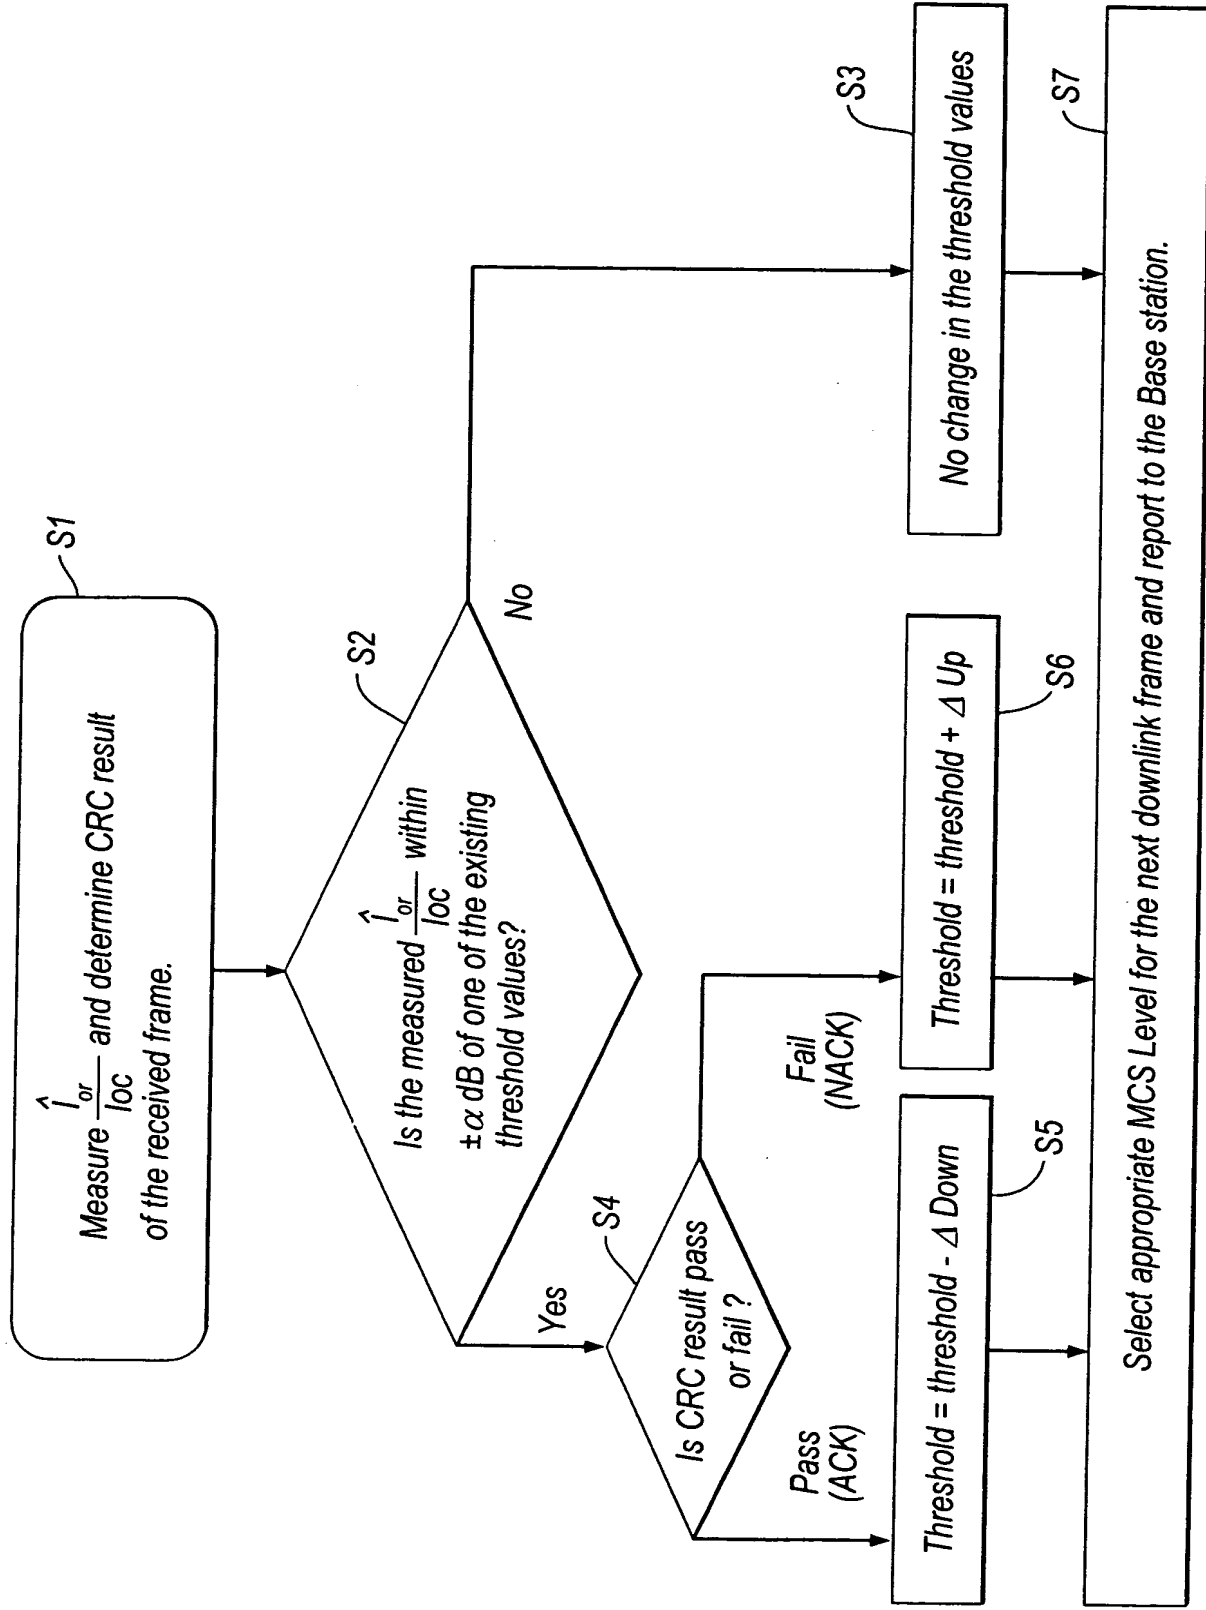 S1
Measure Îor/Ioc and determine CRC result
of the received frame.
S2
Is the measured Îor/Ioc within
±α dB of one of the existing
threshold values?
No
Yes
S4
Is CRC result pass
or fail ?
Pass
(ACK)
Fail
(NACK)
Threshold = threshold - Δ Down
S5
Threshold = threshold + Δ Up
S6
S3
No change in the threshold values
S7
Select appropriate MCS Level for the next downlink frame and report to the Base station.